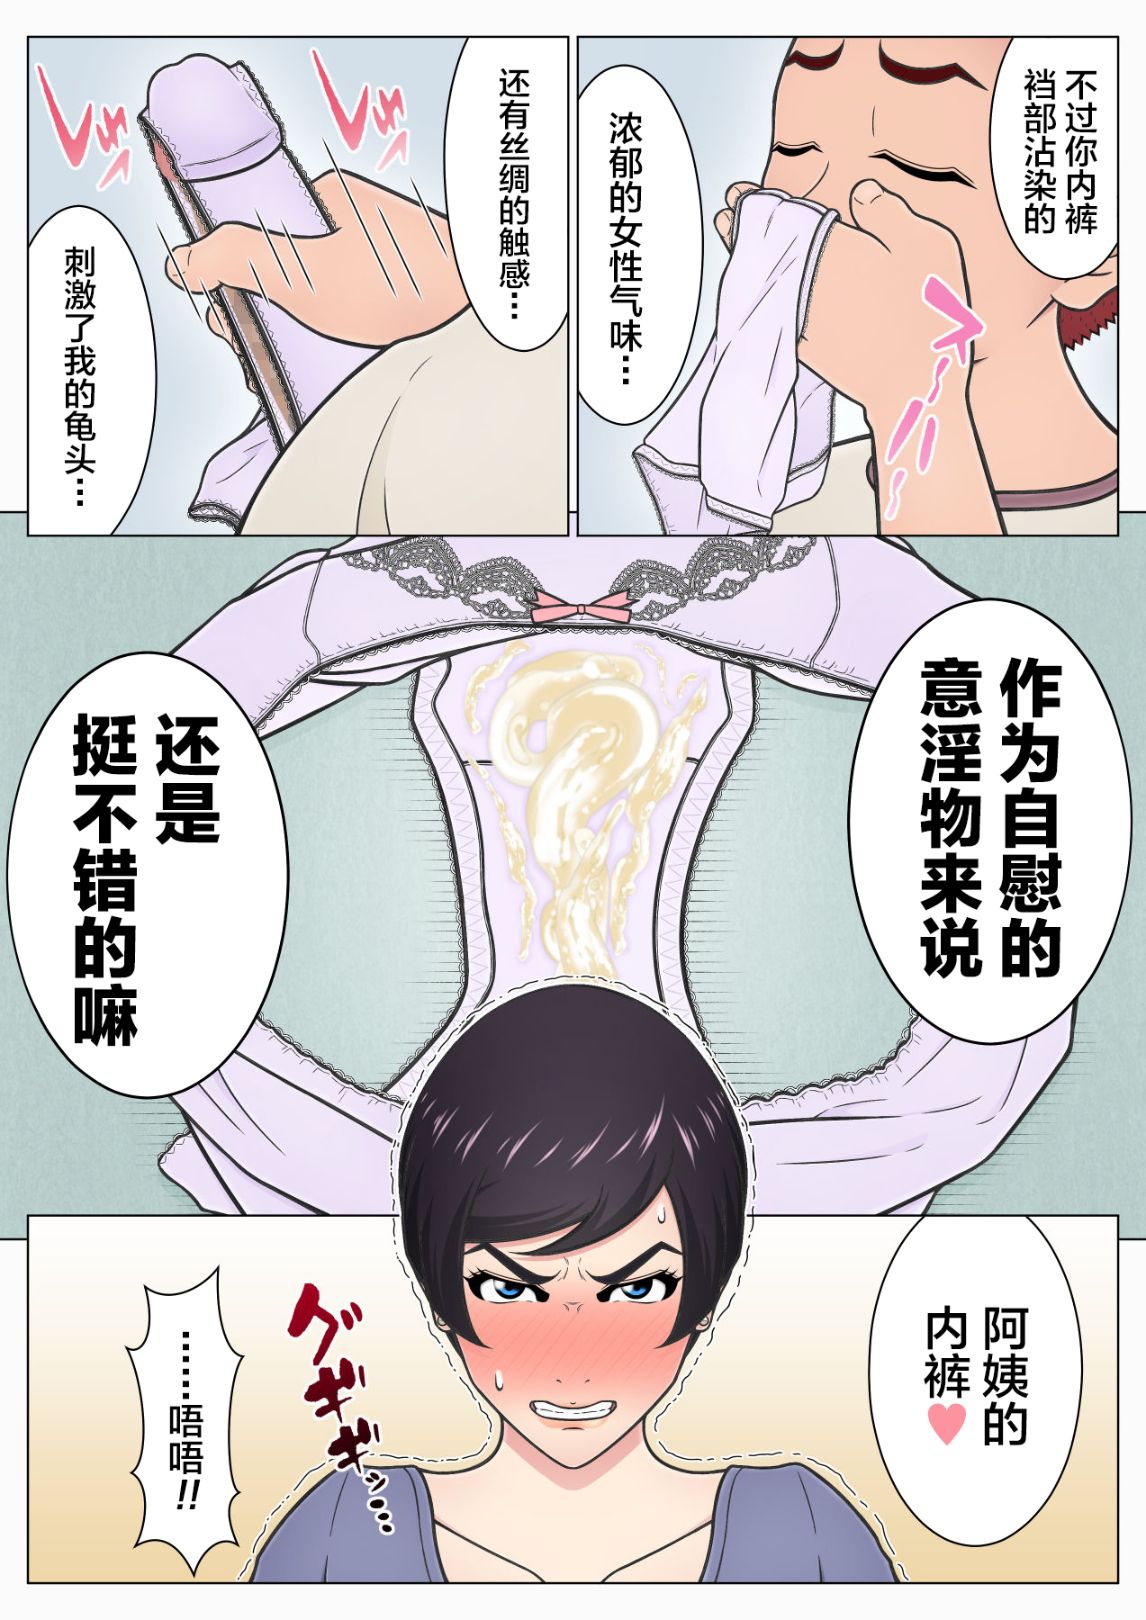 不过你内裤
裆部沾染的
浓郁的女性气味…
还有丝绸的触感…
刺激了我的龟头…
作为自慰的
意淫物来说
还是
挺不错的嘛
阿姨的
内裤♥
グギギギ…
……唔唔!!